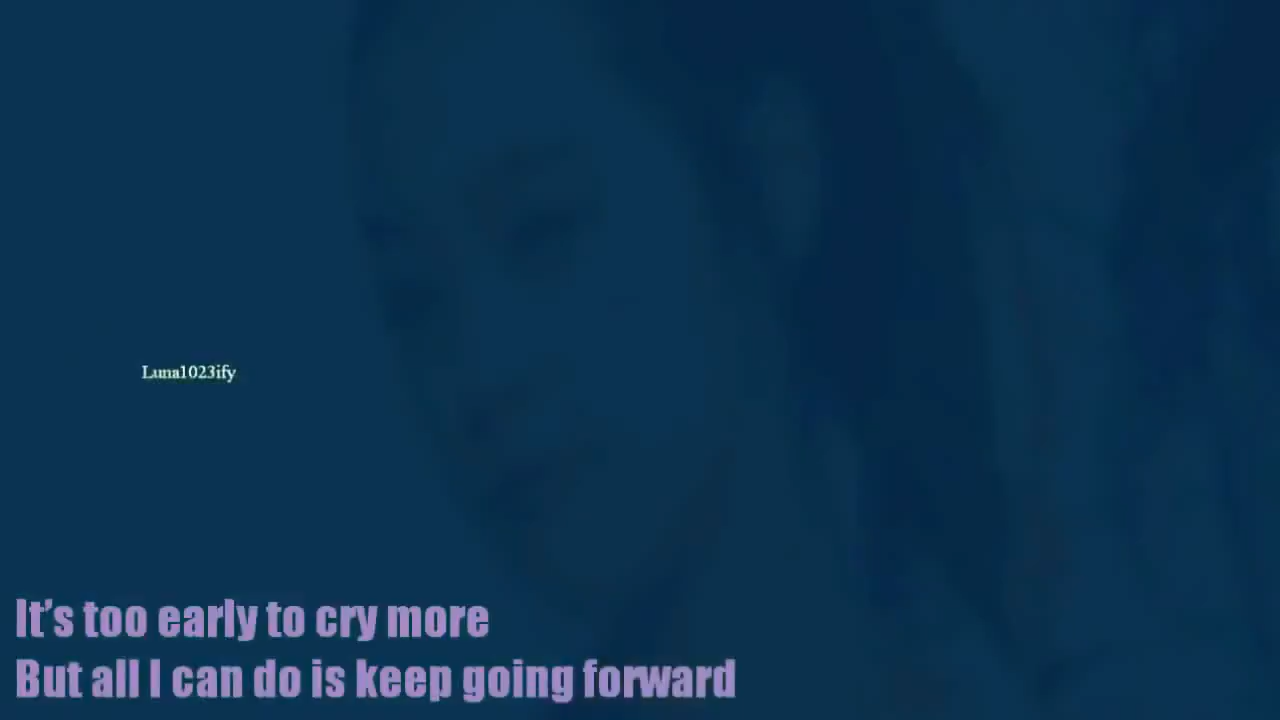 Luna1023ify
It's too early to cry more
But all I can do is keep going forward